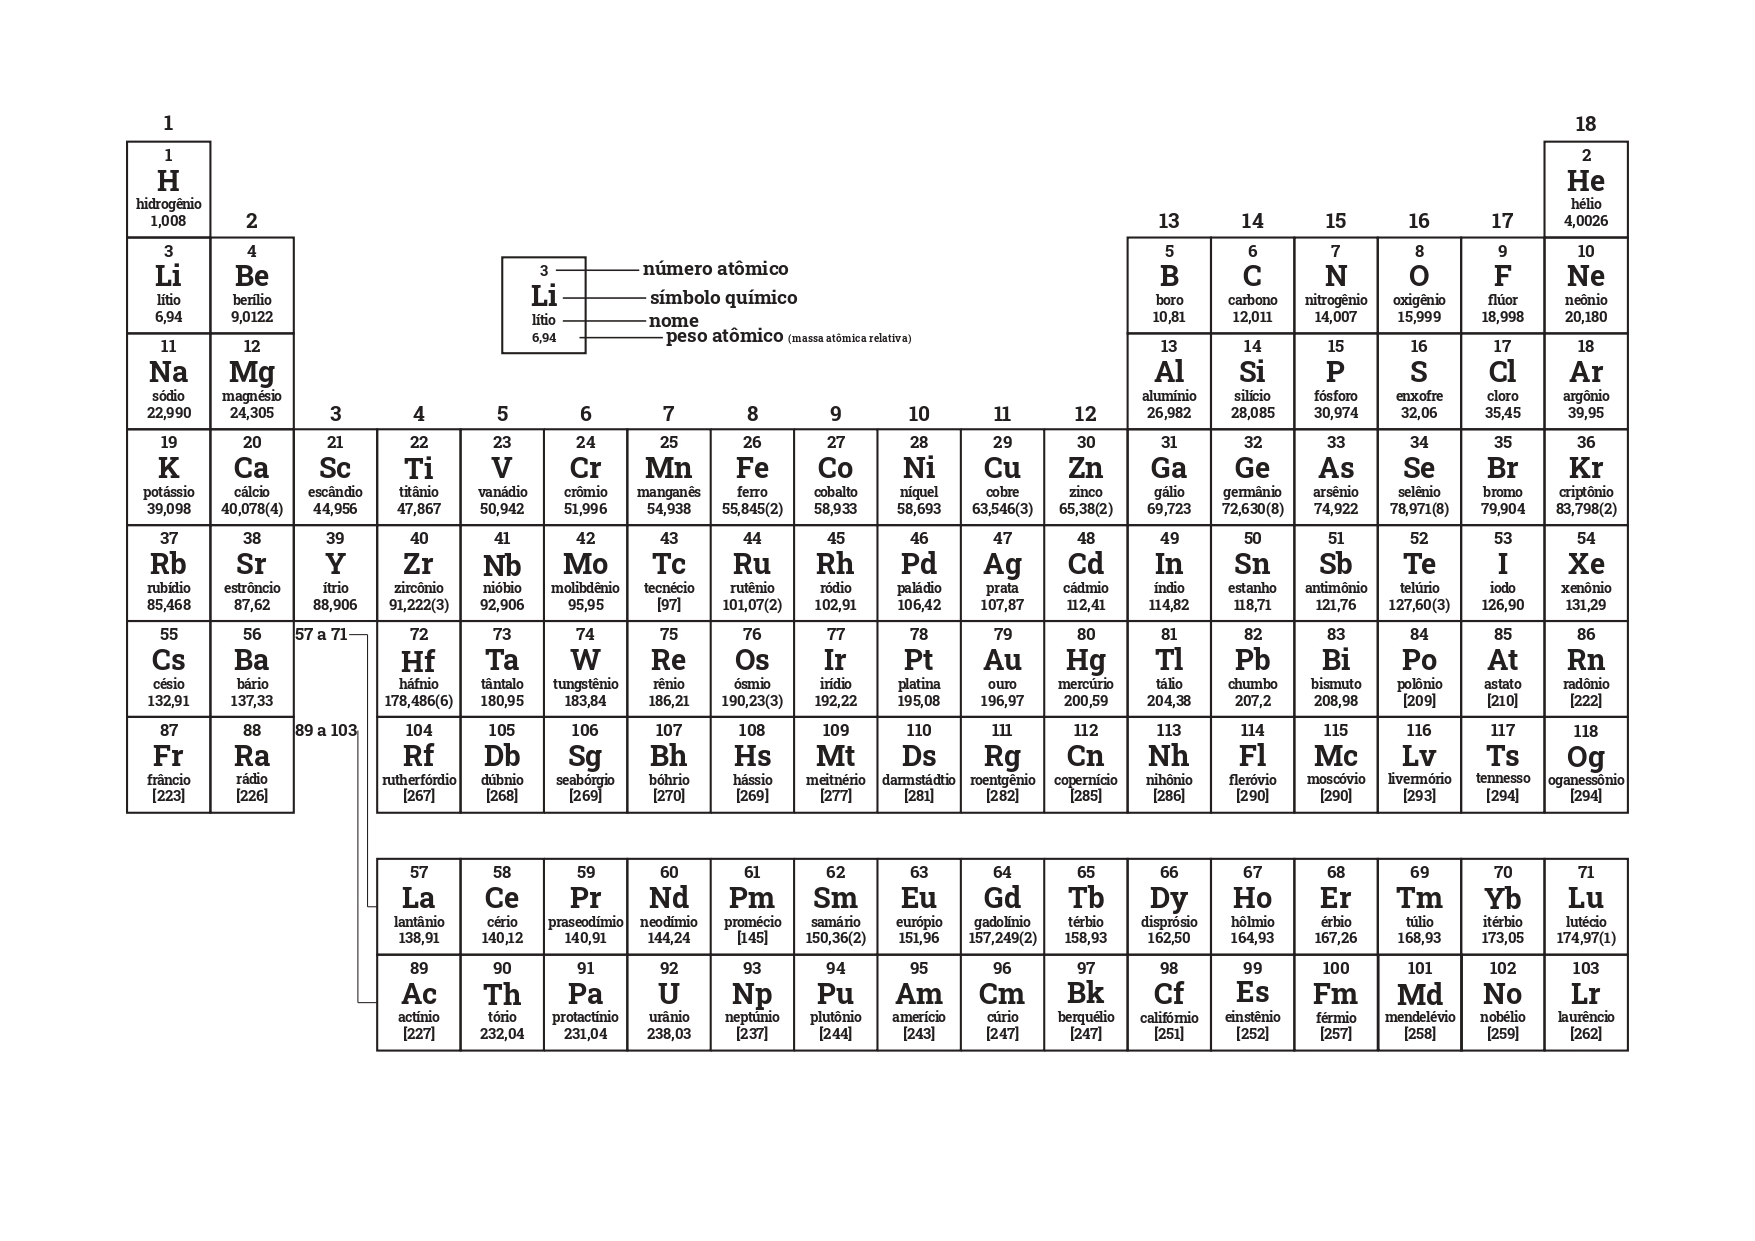 1 18
1 2
H He
hidrogênio hélio
1,008 2 13 14 15 16 17 4,0026
3 4 5 6 7 8 9 10
Li Be B C N O F Ne
lítio berílio boro carbono nitrogênio oxigênio flúor neônio
6,94 9,0122 10,81 12,011 14,007 15,999 18,998 20,180
3 número atômico
Li símbolo químico
lítio nome
6,94 peso atômico (massa atômica relativa)
11 12 13 14 15 16 17 18
Na Mg Al Si P S Cl Ar
sódio magnésio alumínio silício fósforo enxofre cloro argônio
22,990 24,305 3 4 5 6 7 8 9 10 11 12 26,982 28,085 30,974 32,06 35,45 39,95
19 20 21 22 23 24 25 26 27 28 29 30 31 32 33 34 35 36
K Ca Sc Ti V Cr Mn Fe Co Ni Cu Zn Ga Ge As Se Br Kr
potássio cálcio escândio titânio vanádio crômio manganês ferro cobalto níquel cobre zinco gálio germânio arsênio selênio bromo criptônio
39,098 40,078(4) 44,956 47,867 50,942 51,996 54,938 55,845(2) 58,933 58,693 63,546(3) 65,38(2) 69,723 72,630(8) 74,922 78,971(8) 79,904 83,798(2)
37 38 39 40 41 42 43 44 45 46 47 48 49 50 51 52 53 54
Rb Sr Y Zr Nb Mo Tc Ru Rh Pd Ag Cd In Sn Sb Te I Xe
rubídio estrôncio ítrio zircônio nióbio molibdênio tecnécio rutênio ródio paládio prata cádmio índio estanho antimônio telúrio iodo xenônio
85,468 87,62 88,906 91,222(3) 92,906 95,95 [97] 101,07(2) 102,91 106,42 107,87 112,41 114,82 118,71 121,76 127,60(3) 126,90 131,29
55 56 57 a 71 72 73 74 75 76 77 78 79 80 81 82 83 84 85 86
Cs Ba Hf Ta W Re Os Ir Pt Au Hg Tl Pb Bi Po At Rn
césio bário háfnio tântalo tungstênio rênio ósmio irídio platina ouro mercúrio tálio chumbo bismuto polônio astato radônio
132,91 137,33 178,486(6) 180,95 183,84 186,21 190,23(3) 192,22 195,08 196,97 200,59 204,38 207,2 208,98 [209] [210] [222]
87 88 89 a 103 104 105 106 107 108 109 110 111 112 113 114 115 116 117 118
Fr Ra Rf Db Sg Bh Hs Mt Ds Rg Cn Nh Fl Mc Lv Ts Og
frâncio rádio rutherfórdio dúbnio seabórgio bóhrio hássio meitnério darmstádtio roentgênio copernício nihônio fleróvio moscóvio livermório tennesso oganessônio
[223] [226] [267] [268] [269] [270] [269] [277] [281] [282] [285] [286] [290] [290] [293] [294] [294]
57 58 59 60 61 62 63 64 65 66 67 68 69 70 71
La Ce Pr Nd Pm Sm Eu Gd Tb Dy Ho Er Tm Yb Lu
lantânio cério praseodímio neodímio promécio samário európio gadolínio térbio disprósio hôlmio érbio túlio itérbio lutécio
138,91 140,12 140,91 144,24 [145] 150,36(2) 151,96 157,249(2) 158,93 162,50 164,93 167,26 168,93 173,05 174,97(1)
89 90 91 92 93 94 95 96 97 98 99 100 101 102 103
Ac Th Pa U Np Pu Am Cm Bk Cf Es Fm Md No Lr
actínio tório protactínio urânio neptúnio plutônio amerício cúrio berquélio califórnio einstênio férmio mendelévio nobélio laurêncio
[227] 232,04 231,04 238,03 [237] [244] [243] [247] [247] [251] [252] [257] [258] [259] [262]